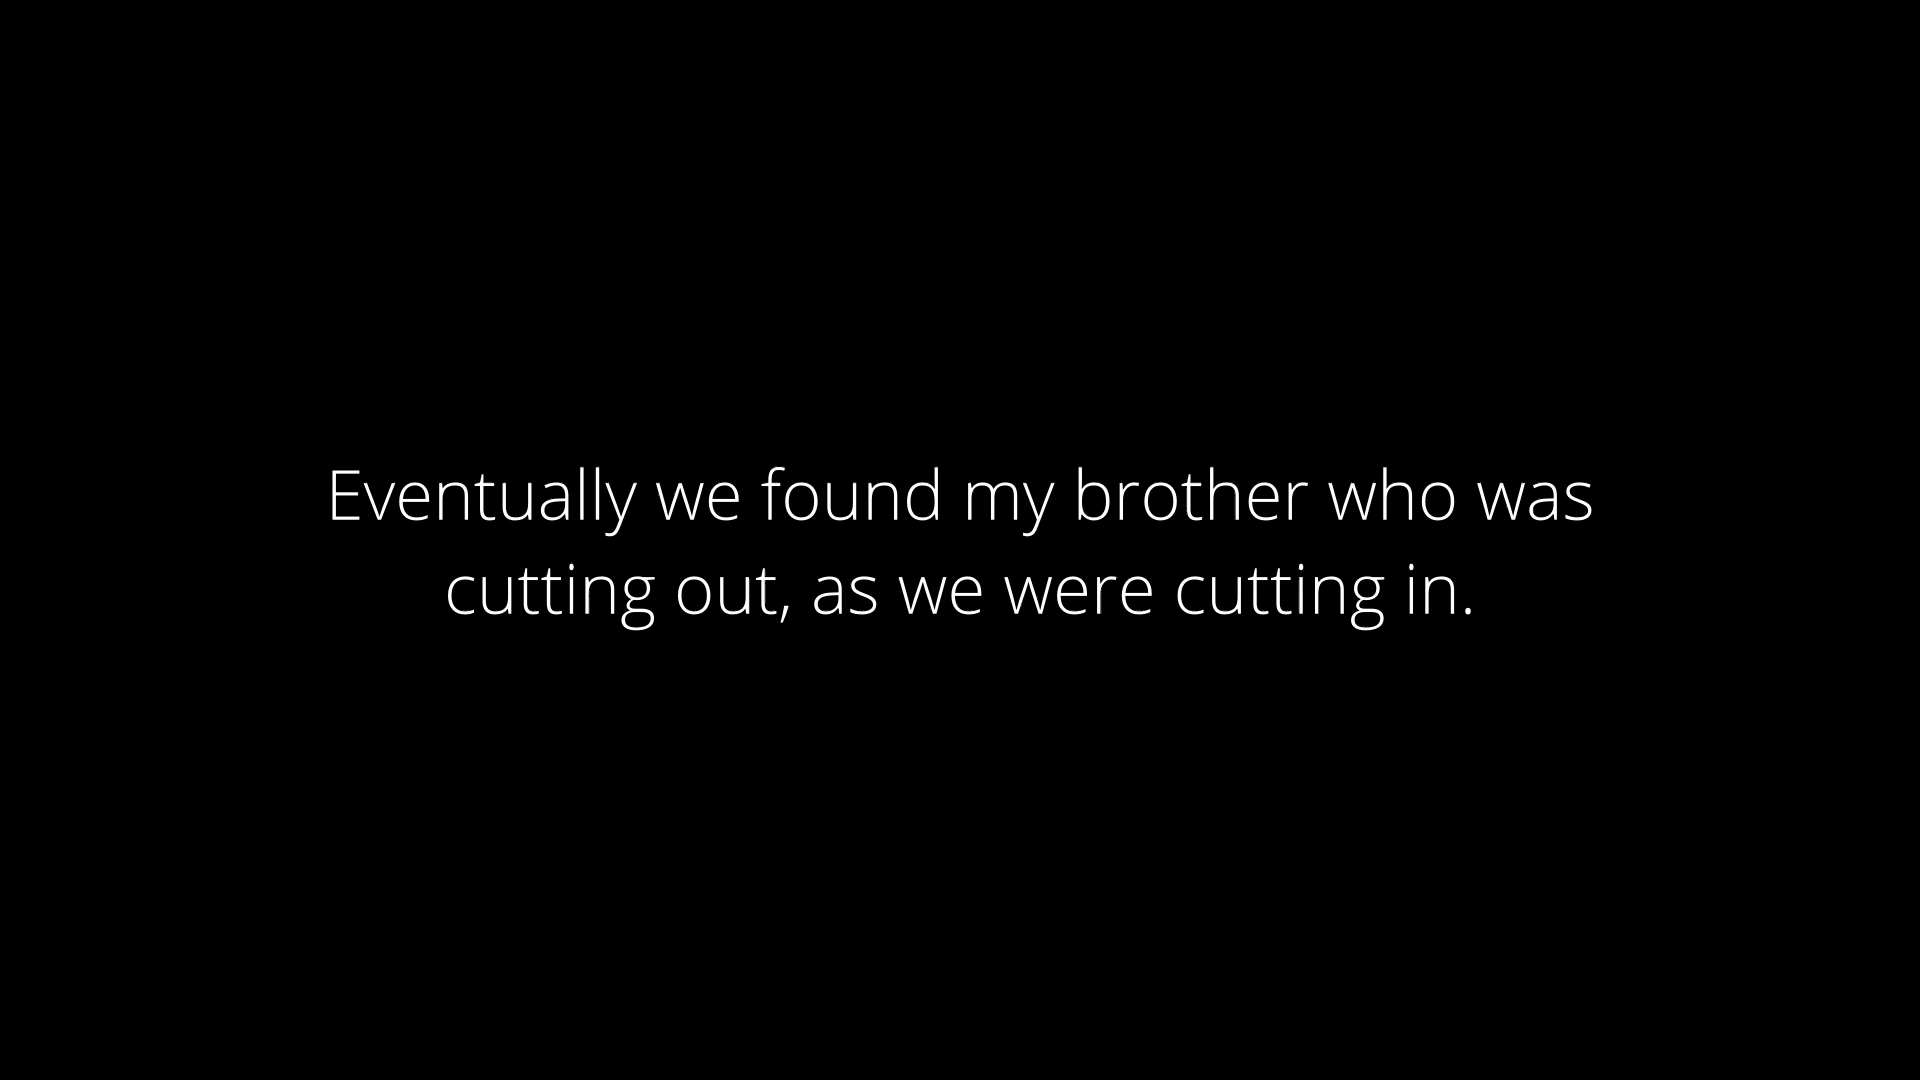 Eventually we found my brother who was
cutting out, as we were cutting in.